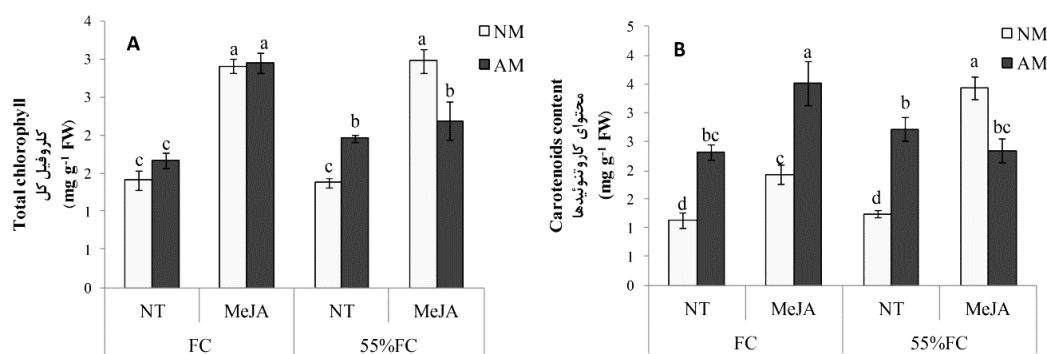 Total chlorophyll
کلروفیل کل
(mg g-1 FW)
4
3
3
2
2
1
1
0
A
NM
AM
c
c
a
a
c
b
a
b
NT
MeJA
NT
MeJA
FC
55%FC
Carotenoids content
محتوای کاروتنوئیدها
(mg g-1 FW)
5
4
4
3
3
2
2
1
1
0
B
NM
AM
d
bc
c
a
d
b
a
bc
NT
MeJA
NT
MeJA
FC
55%FC